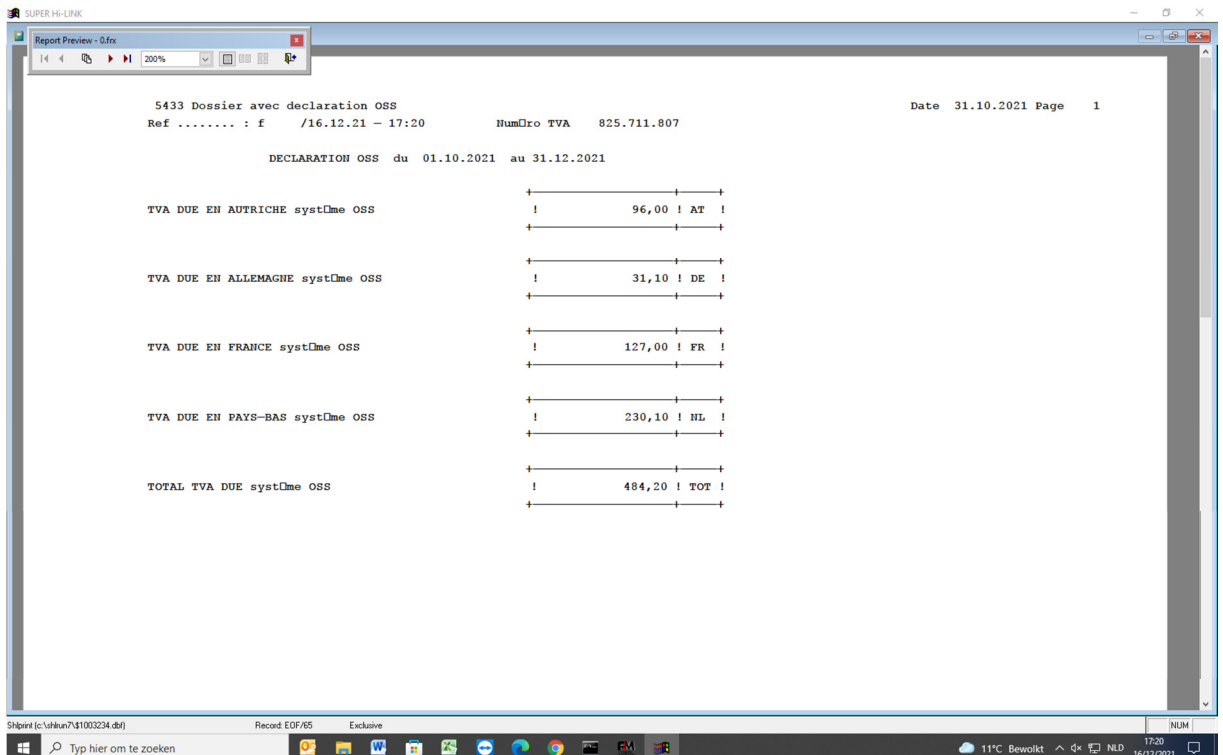 SUPER Hi-LINK
Report Preview - 0.frx
200%
5433 Dossier avec declaration OSS Date 31.10.2021 Page 1
Ref ........ : f /16.12.21 — 17:20 Num□ro TVA 825.711.807
DECLARATION OSS du 01.10.2021 au 31.12.2021
TVA DUE EN AUTRICHE syst□me OSS ! 96,00 ! AT !
TVA DUE EN ALLEMAGNE syst□me OSS ! 31,10 ! DE !
TVA DUE EN FRANCE syst□me OSS ! 127,00 ! FR !
TVA DUE EN PAYS—BAS syst□me OSS ! 230,10 ! NL !
TOTAL TVA DUE syst□me OSS ! 484,20 ! TOT !
Shlprint (c:\shlrun7\$1003234.dbf) Record: EOF/65 Exclusive NUM
Typ hier om te zoeken 11°C Bewolkt NLD 17:20
16/12/2021